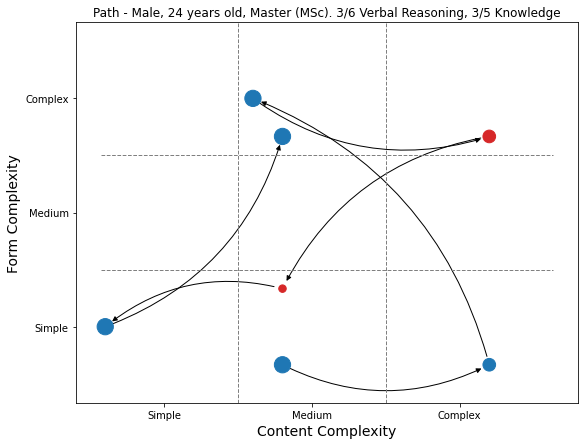 Path - Male, 24 years old, Master (MSc). 3/6 Verbal Reasoning, 3/5 Knowledge
Complex
Medium
Simple
Form Complexity
Simple
Medium
Complex
Content Complexity